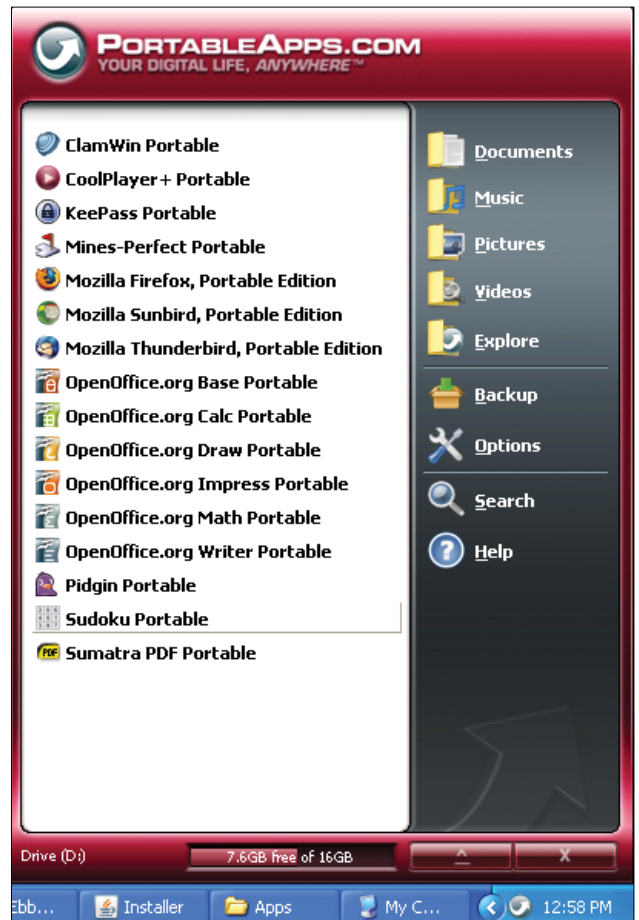 PORTABLEAPPS.COM
YOUR DIGITAL LIFE, ANYWHERE™
ClamWin Portable
CoolPlayer+ Portable
KeePass Portable
Mines-Perfect Portable
Mozilla Firefox, Portable Edition
Mozilla Sunbird, Portable Edition
Mozilla Thunderbird, Portable Edition
OpenOffice.org Base Portable
OpenOffice.org Calc Portable
OpenOffice.org Draw Portable
OpenOffice.org Impress Portable
OpenOffice.org Math Portable
OpenOffice.org Writer Portable
Pidgin Portable
Sudoku Portable
PDF Sumatra PDF Portable
Documents
Music
Pictures
Videos
Explore
Backup
Options
Search
? Help
Drive (D:) 7.6GB free of 16GB ^ X
Ebb... Installer Apps My C... 12:58 PM